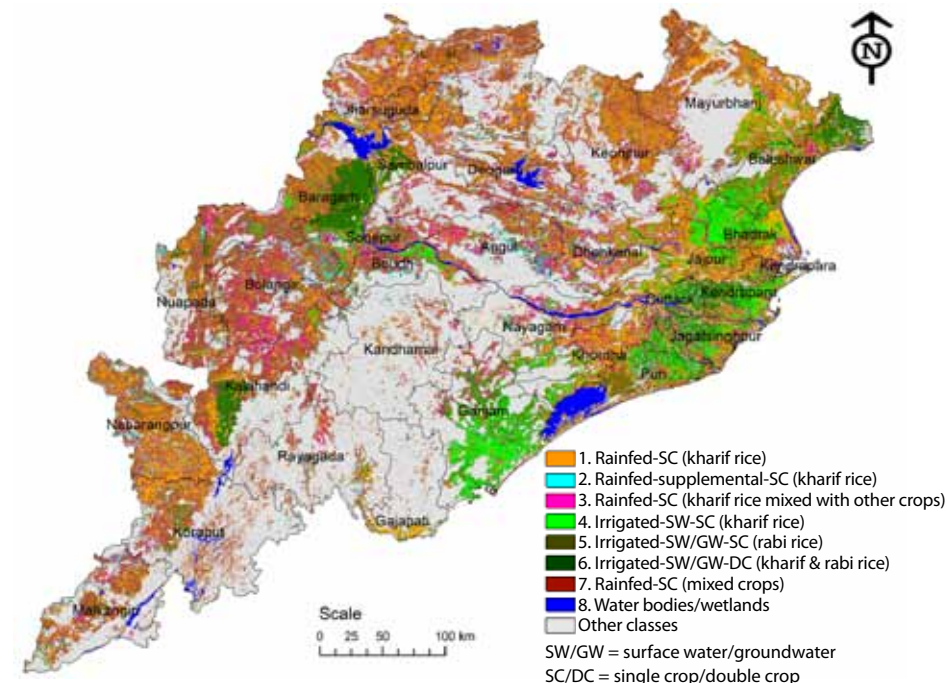 N
Mayurbhanj
Jharsuguda
Keonjhar
Baleshwar
Sambalpur
Deogarh
Baragarh
Bhadrak
Sonepur
Angul
Dhenkanal
Jajpur
Kendrapara
Boudh
Bolangir
Nuapada
Cuttack
Kendrapara
Nayagarh
Jagatsinghpur
Kandhamal
Khordha
Puri
Kalahandi
Ganjam
Nabarangpur
Rayagada
Gajapati
Koraput
Malkangiri
1. Rainfed-SC (kharif rice)
2. Rainfed-supplemental-SC (kharif rice)
3. Rainfed-SC (kharif rice mixed with other crops)
4. Irrigated-SW-SC (kharif rice)
5. Irrigated-SW/GW-SC (rabi rice)
6. Irrigated-SW/GW-DC (kharif & rabi rice)
7. Rainfed-SC (mixed crops)
8. Water bodies/wetlands
Other classes
SW/GW = surface water/groundwater
SC/DC = single crop/double crop
Scale
0 25 50 100 km